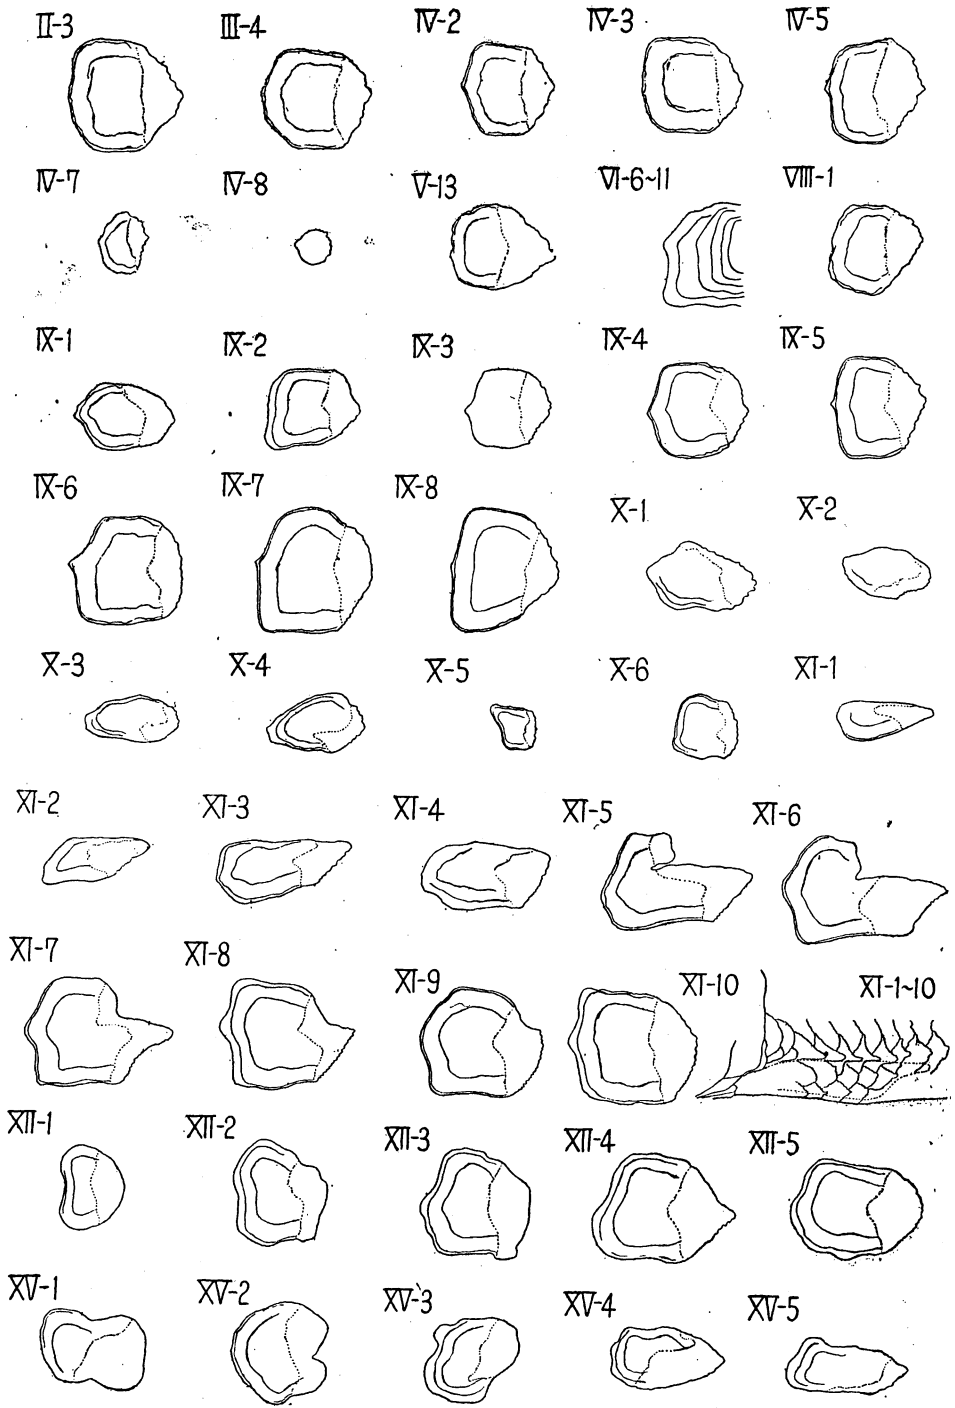 II-3 III-4 IV-2 IV-3 IV-5
IV-7 IV-8 V-13 VI-6~11 VIII-1
IX-1 IX-2 IX-3 IX-4 IX-5
IX-6 IX-7 IX-8 X-1 X-2
X-3 X-4 X-5 X-6 XI-1
XI-2 XI-3 XI-4 XI-5 XI-6
XI-7 XI-8 XI-9 XI-10 XI-1~10
XII-1 XII-2 XII-3 XII-4 XII-5
XV-1 XV-2 XV-3 XV-4 XV-5